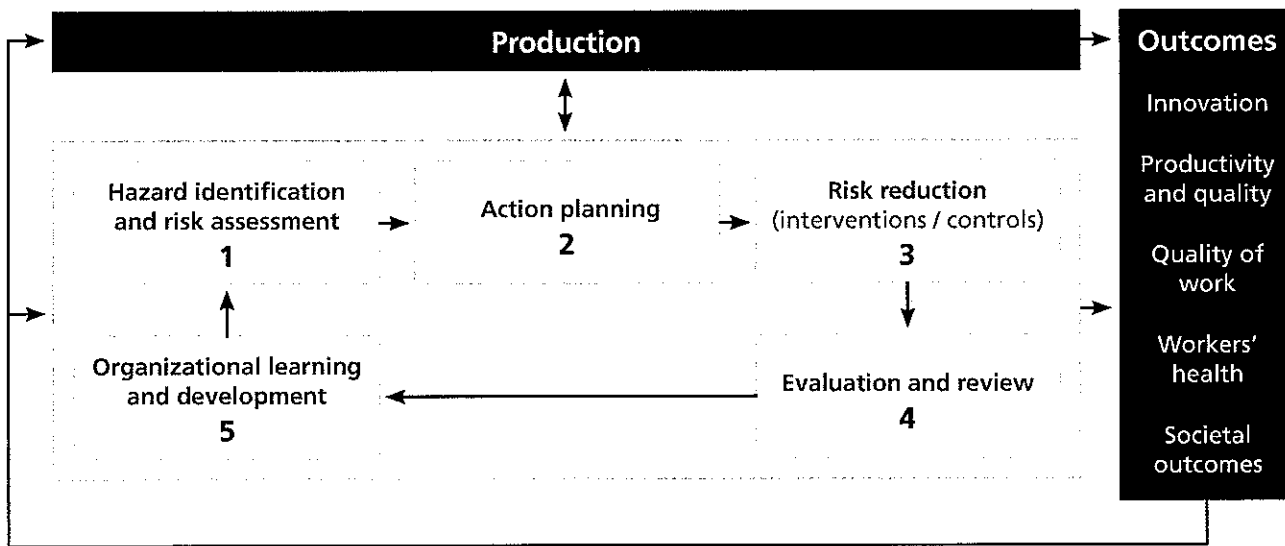 Production
Outcomes
Innovation
Productivity
and quality
Quality of
work
Workers'
health
Societal
outcomes
Hazard identification
and risk assessment
1
Action planning
2
Risk reduction
(interventions / controls)
3
Evaluation and review
4
Organizational learning
and development
5